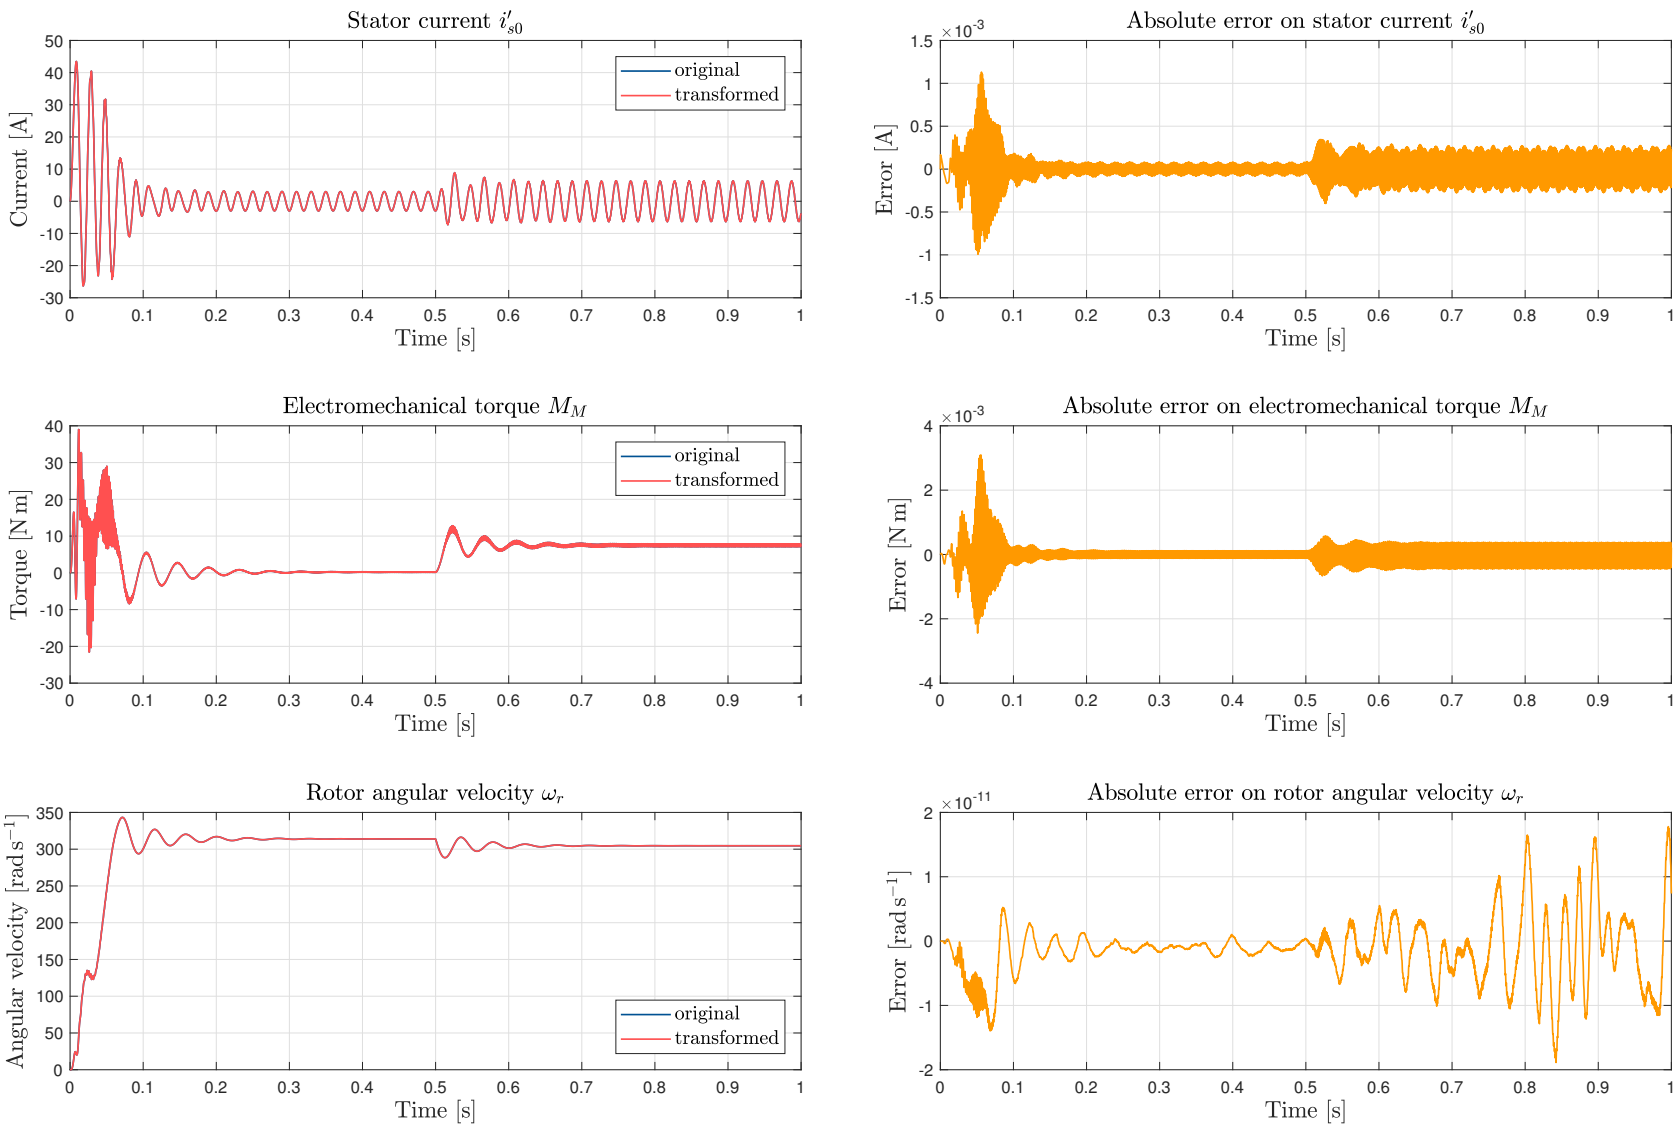 Stator current i′s0
50
40
30
20
10
0
-10
-20
-30
Current [A]
original
transformed
0 0.1 0.2 0.3 0.4 0.5 0.6 0.7 0.8 0.9 1
Time [s]
Absolute error on stator current i′s0
×10-3
1.5
1
0.5
0
-0.5
-1
-1.5
Error [A]
0 0.1 0.2 0.3 0.4 0.5 0.6 0.7 0.8 0.9 1
Time [s]
Electromechanical torque MM
40
30
20
10
0
-10
-20
-30
Torque [N m]
original
transformed
0 0.1 0.2 0.3 0.4 0.5 0.6 0.7 0.8 0.9 1
Time [s]
Absolute error on electromechanical torque MM
×10-3
4
2
0
-2
-4
Error [N m]
0 0.1 0.2 0.3 0.4 0.5 0.6 0.7 0.8 0.9 1
Time [s]
Rotor angular velocity ωr
350
300
250
200
150
100
50
0
Angular velocity [rad s−1]
original
transformed
0 0.1 0.2 0.3 0.4 0.5 0.6 0.7 0.8 0.9 1
Time [s]
Absolute error on rotor angular velocity ωr
×10-11
2
1
0
-1
-2
Error [rad s−1]
0 0.1 0.2 0.3 0.4 0.5 0.6 0.7 0.8 0.9 1
Time [s]